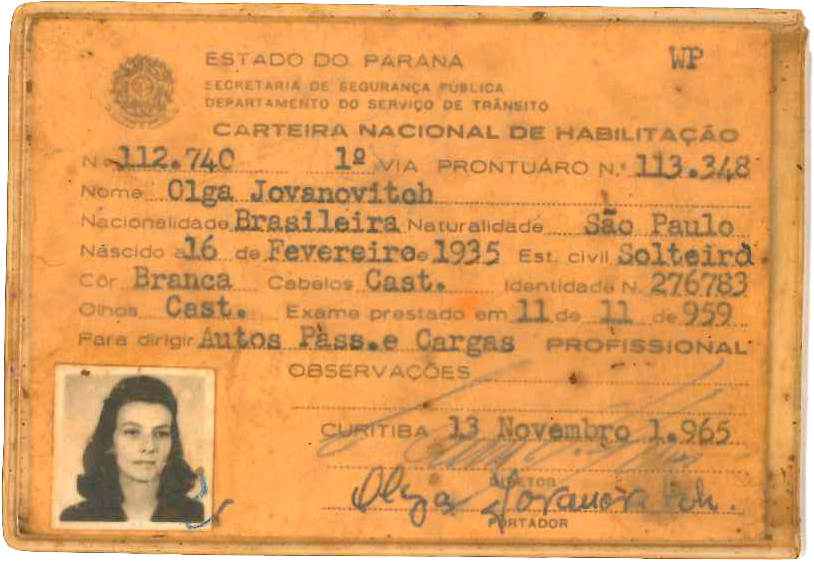 ESTADO DO PARANA
WP
SECRETARIA DE SEGURANÇA PÚBLICA
DEPARTAMENTO DO SERVIÇO DE TRÂNSITO
CARTEIRA NACIONAL DE HABILITAÇÃO
N.º 112.740 1º VIA PRONTUÁRO N.º 113.348
Nome Olga Jovanovitch
Nacionalidade Brasileira Naturalidade São Paulo
Nascido a 16 de Fevereiro de 1935 Est. civil Solteira
Côr Branca Cabelos Cast. Identidade N. 276783
Olhos Cast. Exame prestado em 11 de 11 de 959
Para dirigir Autos Pàss.e Cargas PROFISSIONAL
OBSERVAÇÕES
CURITIBA 13 Novembro 1.965
DIRETOR
Olga Jovanovitch.
PORTADOR